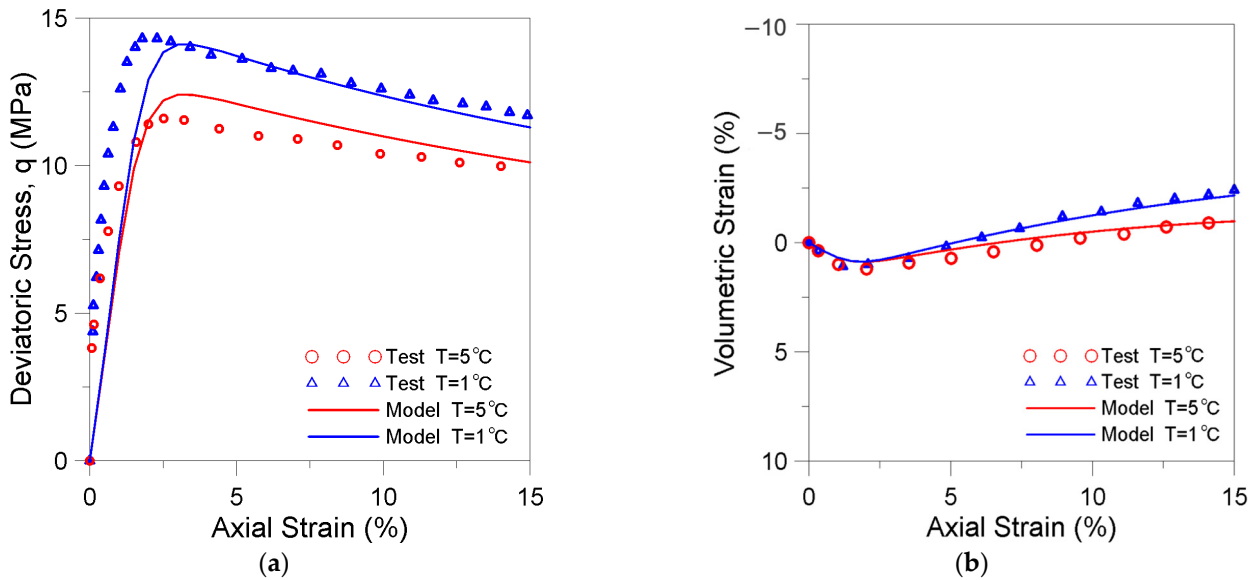 15
10
5
0
Deviatoric Stress, q (MPa)
Test T=5℃
Test T=1℃
Model T=5℃
Model T=1℃
0
5
10
15
Axial Strain (%)
(a)
−10
−5
0
5
10
Volumetric Strain (%)
Test T=5℃
Test T=1℃
Model T=5℃
Model T=1℃
0
5
10
15
Axial Strain (%)
(b)